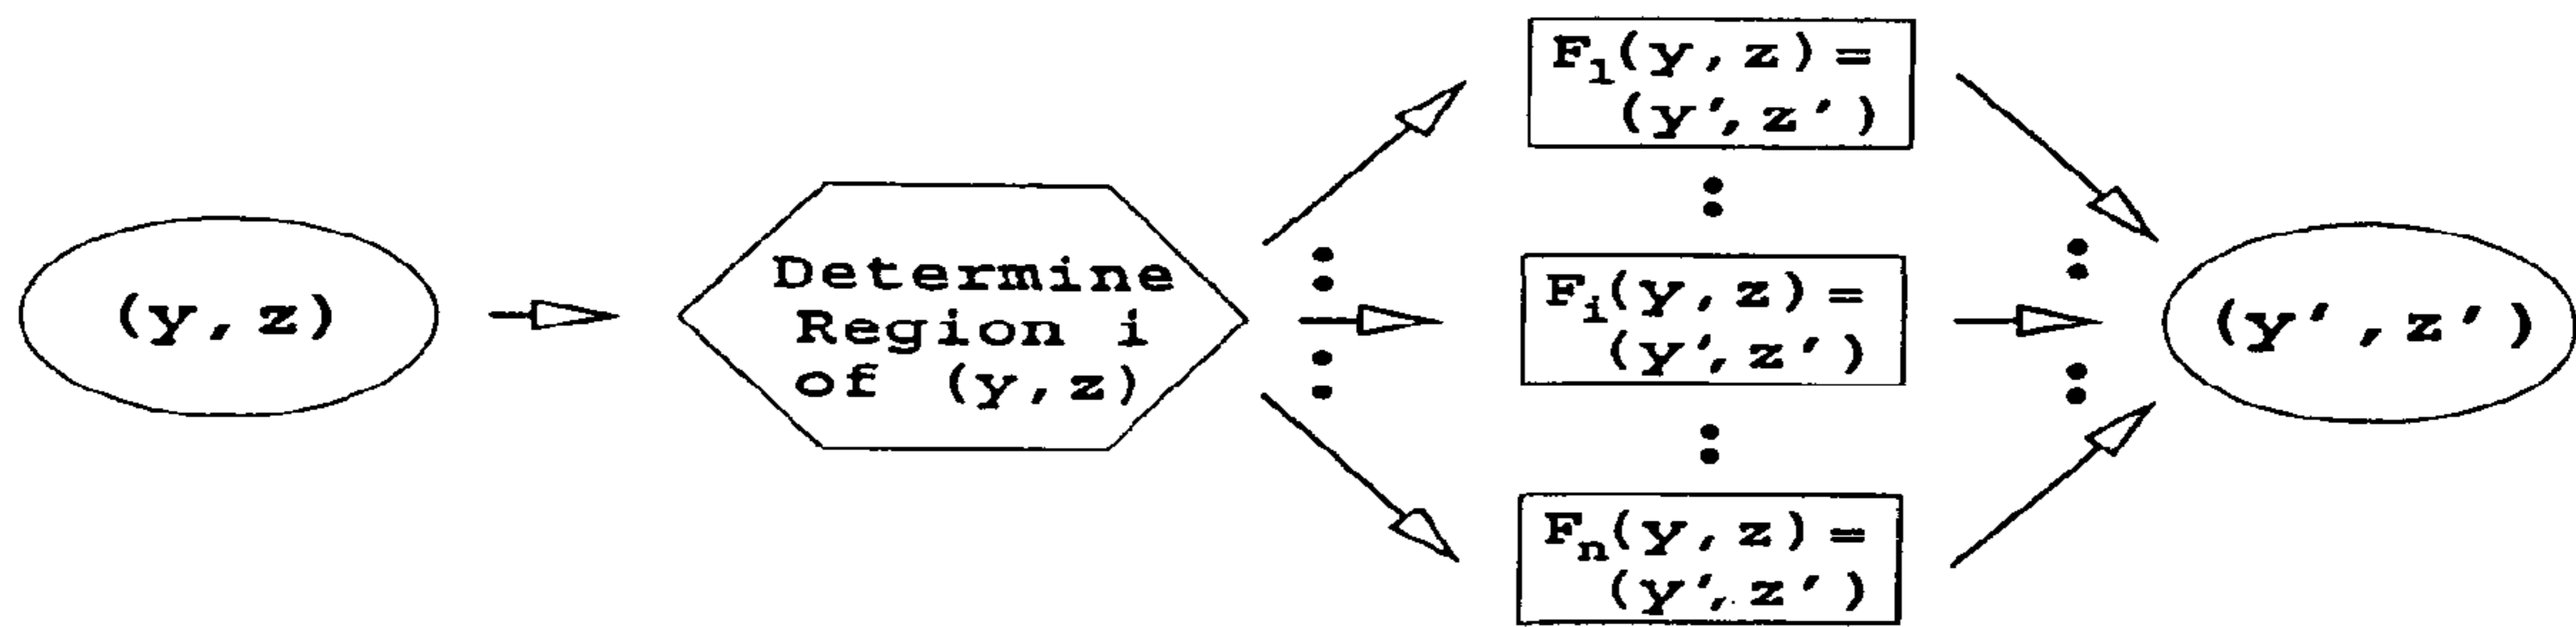 (y,z)
Determine
Region i
of (y,z)
F₁(y,z)=
(y′,z′)
Fᵢ(y,z)=
(y′,z′)
Fₙ(y,z)=
(y′,z′)
(y′,z′)